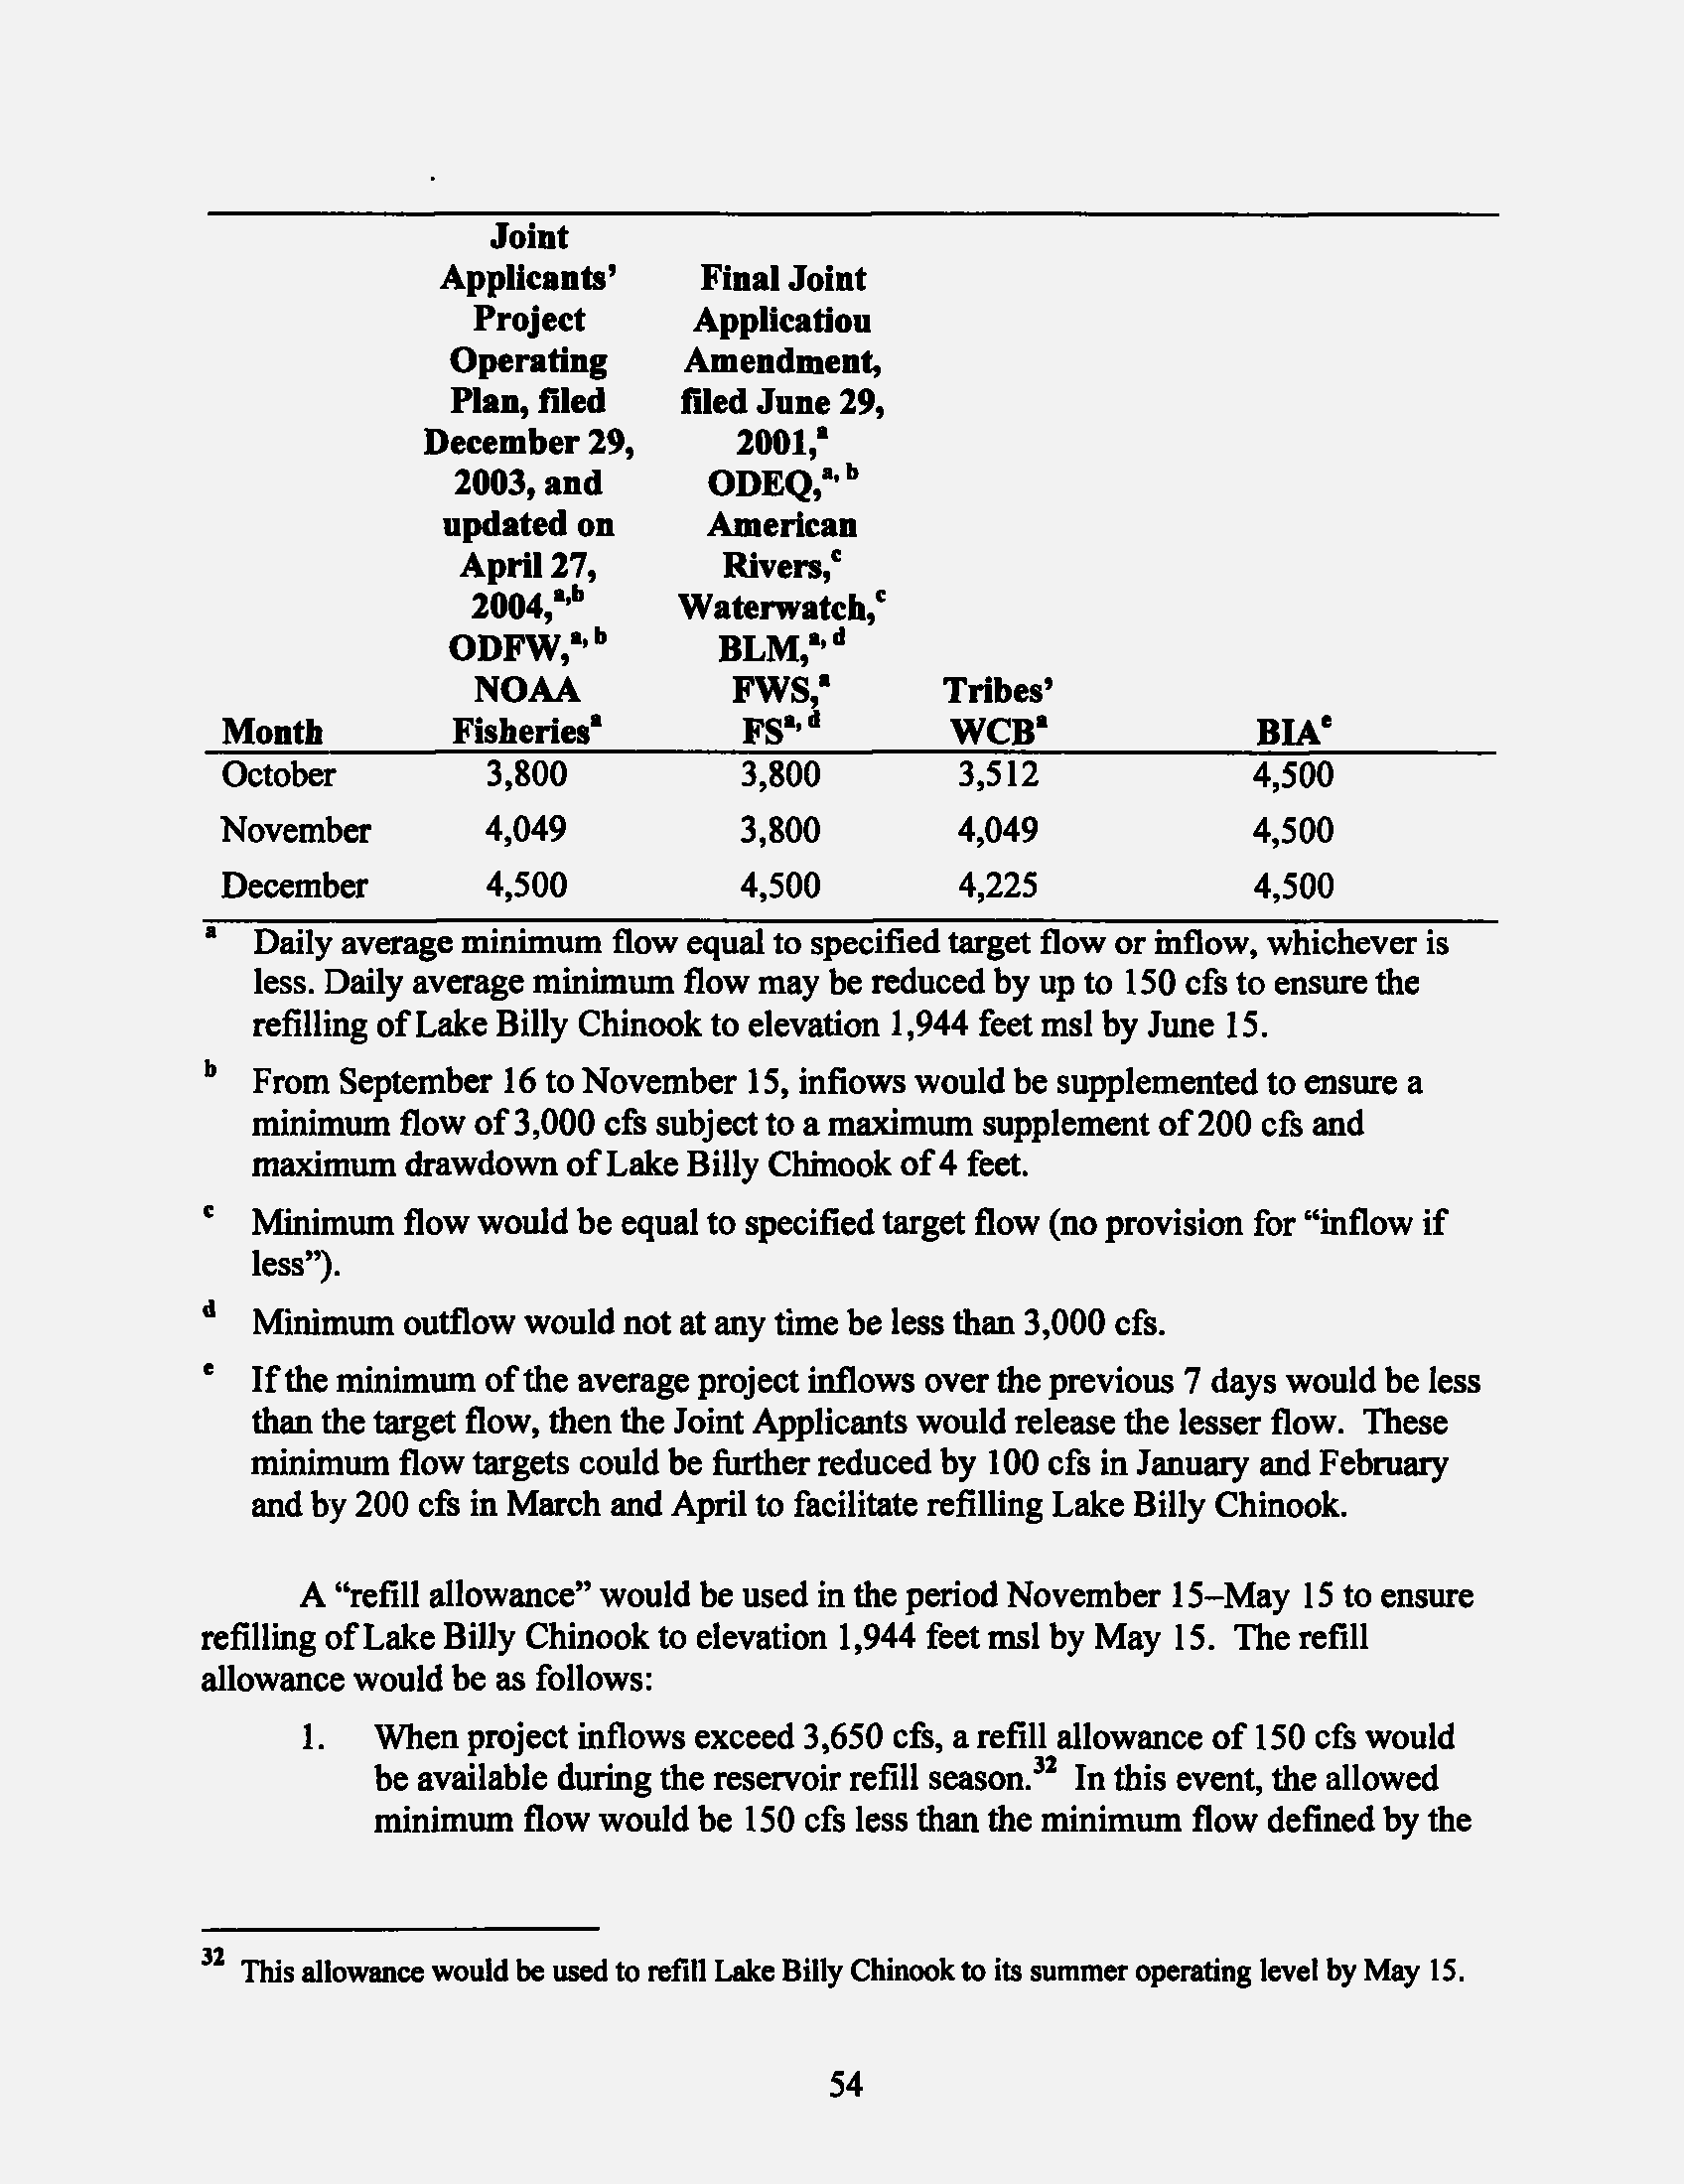 Joint
Applicants’ Final Joint
Project Applicatiou
Operating Amendment,
Plan, filed filed June 29,
December 29, 2001,a
2003, and ODEQ,a, b
updated on American
April 27, Rivers,c
2004,a,b Waterwatch,c
ODFW,a, b BLM,a, d
NOAA FWS,a Tribes’
Month Fisheriesa FSa, d WCBa BIAe
October 3,800 3,800 3,512 4,500
November 4,049 3,800 4,049 4,500
December 4,500 4,500 4,225 4,500
a Daily average minimum flow equal to specified target flow or inflow, whichever is
less. Daily average minimum flow may be reduced by up to 150 cfs to ensure the
refilling of Lake Billy Chinook to elevation 1,944 feet msl by June 15.
b From September 16 to November 15, infiows would be supplemented to ensure a
minimum flow of 3,000 cfs subject to a maximum supplement of 200 cfs and
maximum drawdown of Lake Billy Chinook of 4 feet.
c Minimum flow would be equal to specified target flow (no provision for “inflow if
less”).
d Minimum outflow would not at any time be less than 3,000 cfs.
e If the minimum of the average project inflows over the previous 7 days would be less
than the target flow, then the Joint Applicants would release the lesser flow. These
minimum flow targets could be further reduced by 100 cfs in January and February
and by 200 cfs in March and April to facilitate refilling Lake Billy Chinook.
A “refill allowance” would be used in the period November 15–May 15 to ensure
refilling of Lake Billy Chinook to elevation 1,944 feet msl by May 15. The refill
allowance would be as follows:
1. When project inflows exceed 3,650 cfs, a refill allowance of 150 cfs would
be available during the reservoir refill season.32 In this event, the allowed
minimum flow would be 150 cfs less than the minimum flow defined by the
32 This allowance would be used to refill Lake Billy Chinook to its summer operating level by May 15.
54